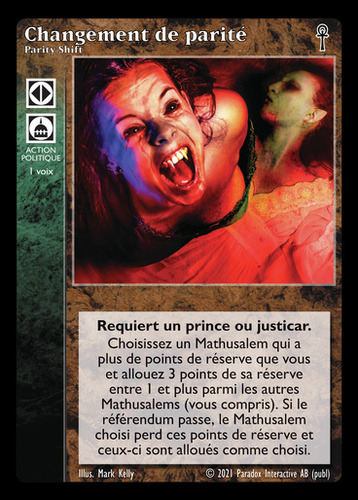 Changement de parité
Parity Shift
ACTION
POLITIQUE
1 voix
Requiert un prince ou justicar.
Choisissez un Mathusalem qui a
plus de points de réserve que vous
et allouez 3 points de sa réserve
entre 1 et plus parmi les autres
Mathusalems (vous compris). Si le
référendum passe, le Mathusalem
choisi perd ces points de réserve et
ceux-ci sont alloués comme choisi.
Illus. Mark Kelly
© 2021 Paradox Interactive AB (publ)